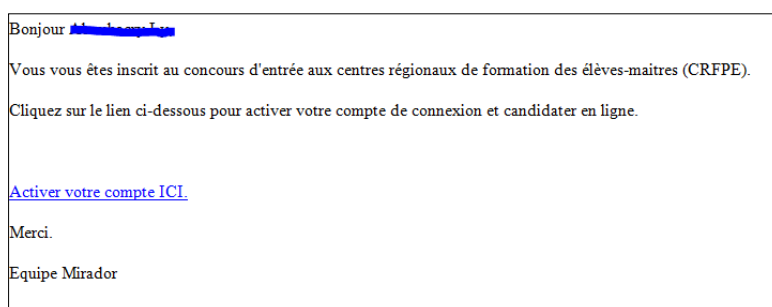 Bonjour
Vous vous êtes inscrit au concours d'entrée aux centres régionaux de formation des élèves-maitres (CRFPE).
Cliquez sur le lien ci-dessous pour activer votre compte de connexion et candidater en ligne.
Activer votre compte ICI.
Merci.
Equipe Mirador